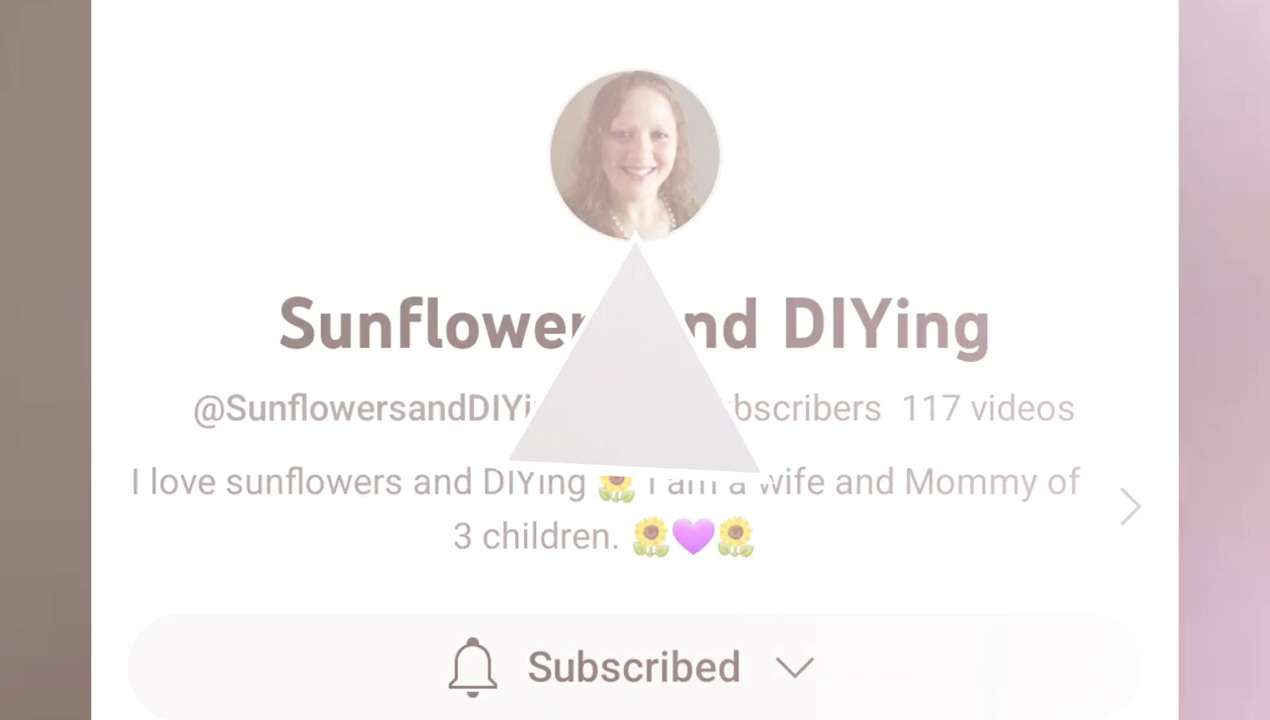 Sunflower nd DIYing
@SunflowersandDIYi bscribers 117 videos
I love sunflowers and DIYing 🌻 I am a wife and Mommy of
3 children. 🌻💜🌻
Subscribed